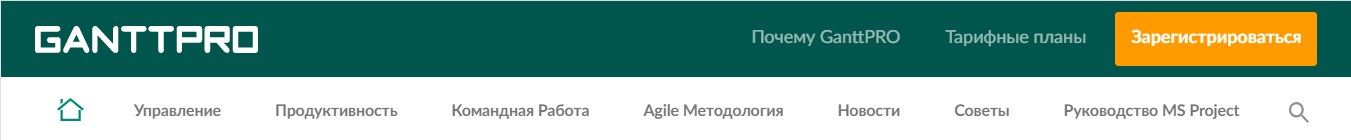 GANTTPRO Почему GanttPRO Тарифные планы Зарегистрироваться
Управление Продуктивность Командная Работа Agile Методология Новости Советы Руководство MS Project